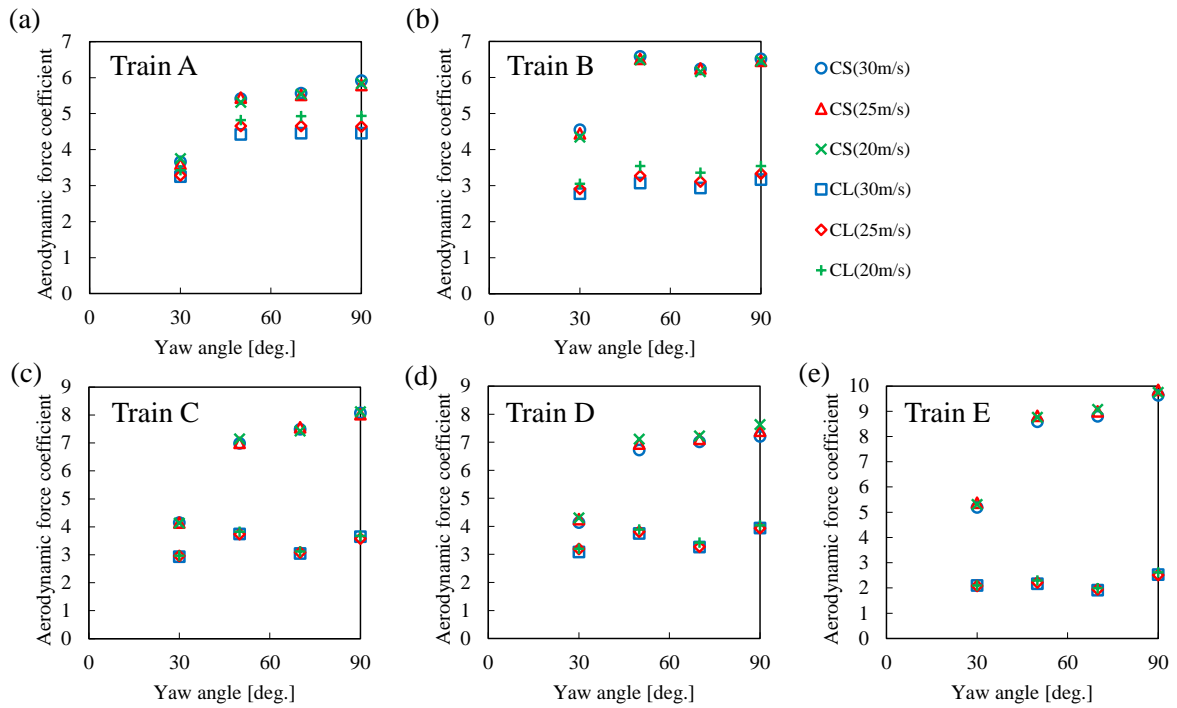 (a)
Train A
Aerodynamic force coefficient
7
6
5
4
3
2
1
0
0 30 60 90
Yaw angle [deg.]
(b)
Train B
Aerodynamic force coefficient
7
6
5
4
3
2
1
0
0 30 60 90
Yaw angle [deg.]
CS(30m/s)
CS(25m/s)
CS(20m/s)
CL(30m/s)
CL(25m/s)
CL(20m/s)
(c)
Train C
Aerodynamic force coefficient
9
8
7
6
5
4
3
2
1
0
0 30 60 90
Yaw angle [deg.]
(d)
Train D
Aerodynamic force coefficient
9
8
7
6
5
4
3
2
1
0
0 30 60 90
Yaw angle [deg.]
(e)
Train E
Aerodynamic force coefficient
10
9
8
7
6
5
4
3
2
1
0
0 30 60 90
Yaw angle [deg.]